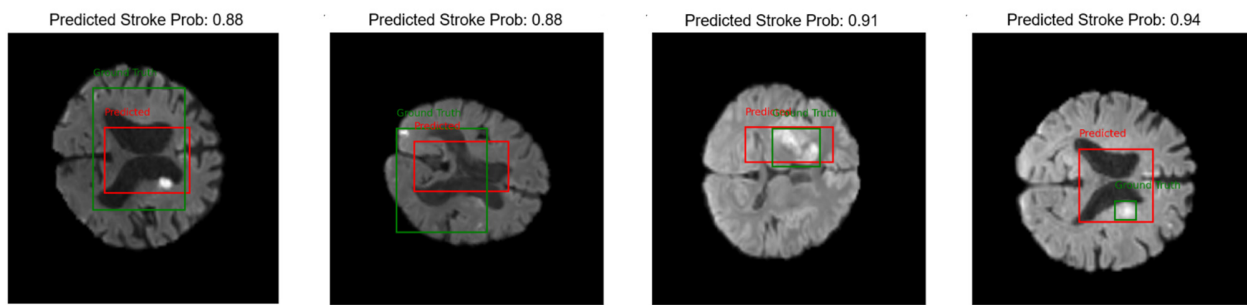 Predicted Stroke Prob: 0.88
Ground Truth
Predicted
Predicted Stroke Prob: 0.88
Ground Truth
Predicted
Predicted Stroke Prob: 0.91
Predicted
Ground Truth
Predicted Stroke Prob: 0.94
Predicted
Ground Truth